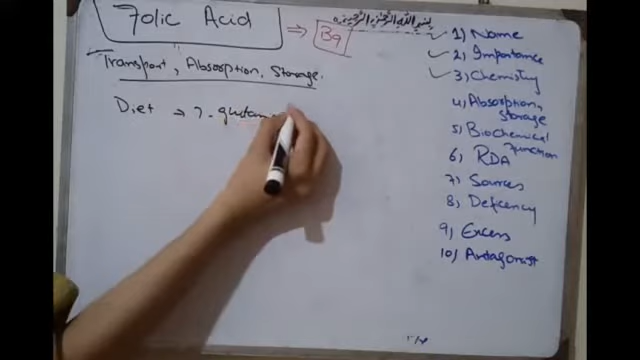 Folic Acid
B9
بسم الله الرحمن الرحيم
Transport, Absorption, Storage.
Diet → 7-glutam
1) Name
2) Importance
3) Chemistry
4) Absorption,
Storage
5) Biochemical
Function
6) RDA
7) Sources
8) Deficency
9) Excess
10) Antagonist